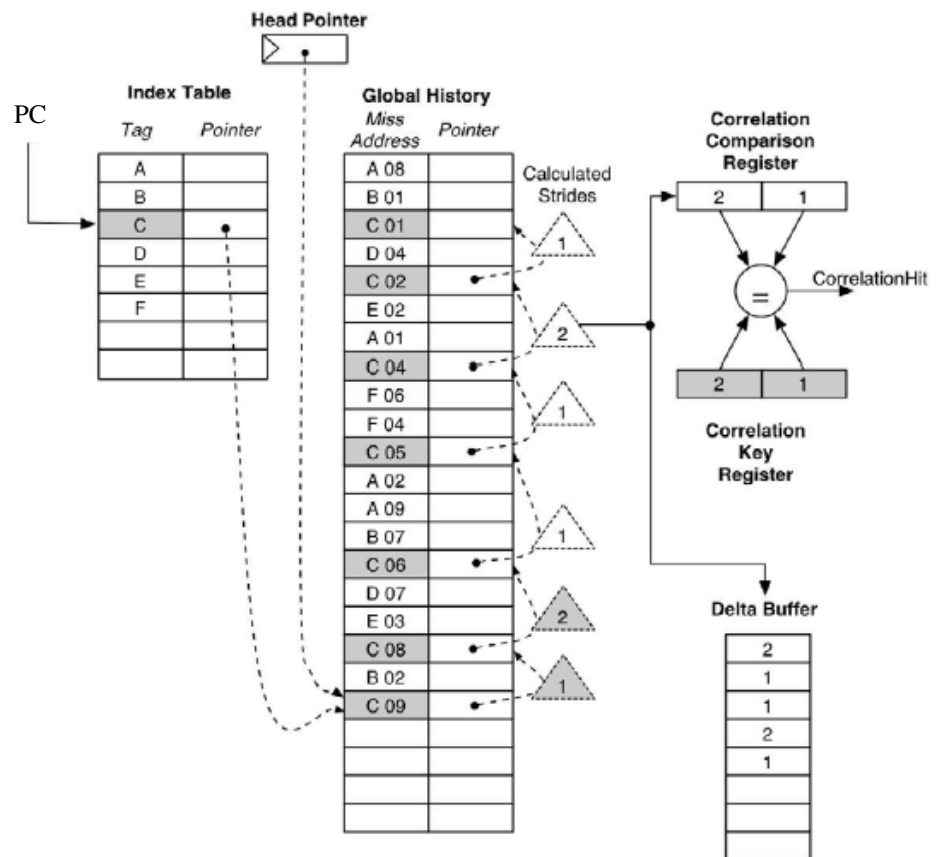 Head Pointer
PC
Index Table
Tag Pointer
A
B
C
D
E
F
Global History
Miss
Address Pointer
A 08
B 01
C 01
D 04
C 02
E 02
A 01
C 04
F 06
F 04
C 05
A 02
A 09
B 07
C 06
D 07
E 03
C 08
B 02
C 09
Calculated
Strides
1
2
1
1
2
1
Correlation
Comparison
Register
2 1
=
CorrelationHit
2 1
Correlation
Key
Register
Delta Buffer
2
1
1
2
1